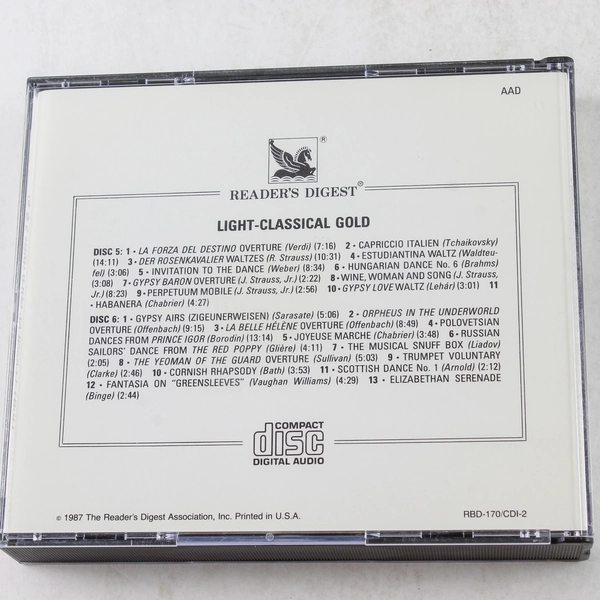 AAD
®
READER'S DIGEST®
LIGHT-CLASSICAL GOLD
DISC 5: 1 • LA FORZA DEL DESTINO OVERTURE (Verdi) (7:16) 2 • CAPRICCIO ITALIEN (Tchaikovsky)
(14:11) 3 • DER ROSENKAVALIER WALTZES (R. Strauss) (10:31) 4 • ESTUDIANTINA WALTZ (Waldteu-
fel) (3:06) 5 • INVITATION TO THE DANCE (Weber) (8:34) 6 • HUNGARIAN DANCE No. 6 (Brahms)
(3:08) 7 • GYPSY BARON OVERTURE (J. Strauss, Jr.) (2:22) 8 • WINE, WOMAN AND SONG (J. Strauss,
Jr.) (8:23) 9 • PERPETUUM MOBILE (J. Strauss, Jr.) (2:56) 10 • GYPSY LOVE WALTZ (Lehár) (3:01) 11
• HABANERA (Chabrier) (4:27)
DISC 6: 1 • GYPSY AIRS (ZIGEUNERWEISEN) (Sarasate) (5:06) 2 • ORPHEUS IN THE UNDERWORLD
OVERTURE (Offenbach) (9:15) 3 • LA BELLE HÉLÈNE OVERTURE (Offenbach) (8:49) 4 • POLOVETSIAN
DANCES FROM PRINCE IGOR (Borodin) (13:14) 5 • JOYEUSE MARCHE (Chabrier) (3:48) 6 • RUSSIAN
SAILORS' DANCE FROM THE RED POPPY (Glière) (4:11) 7 • THE MUSICAL SNUFF BOX (Liadov)
(2:05) 8 • THE YEOMAN OF THE GUARD OVERTURE (Sullivan) (5:03) 9 • TRUMPET VOLUNTARY
(Clarke) (2:46) 10 • CORNISH RHAPSODY (Bath) (3:53) 11 • SCOTTISH DANCE No. 1 (Arnold) (2:12)
12 • FANTASIA ON "GREENSLEEVES" (Vaughan Williams) (4:29) 13 • ELIZABETHAN SERENADE
(Binge) (2:44)
COMPACT
disc
DIGITAL AUDIO
© 1987 The Reader's Digest Association, Inc. Printed in U.S.A.
RBD-170/CDI-2